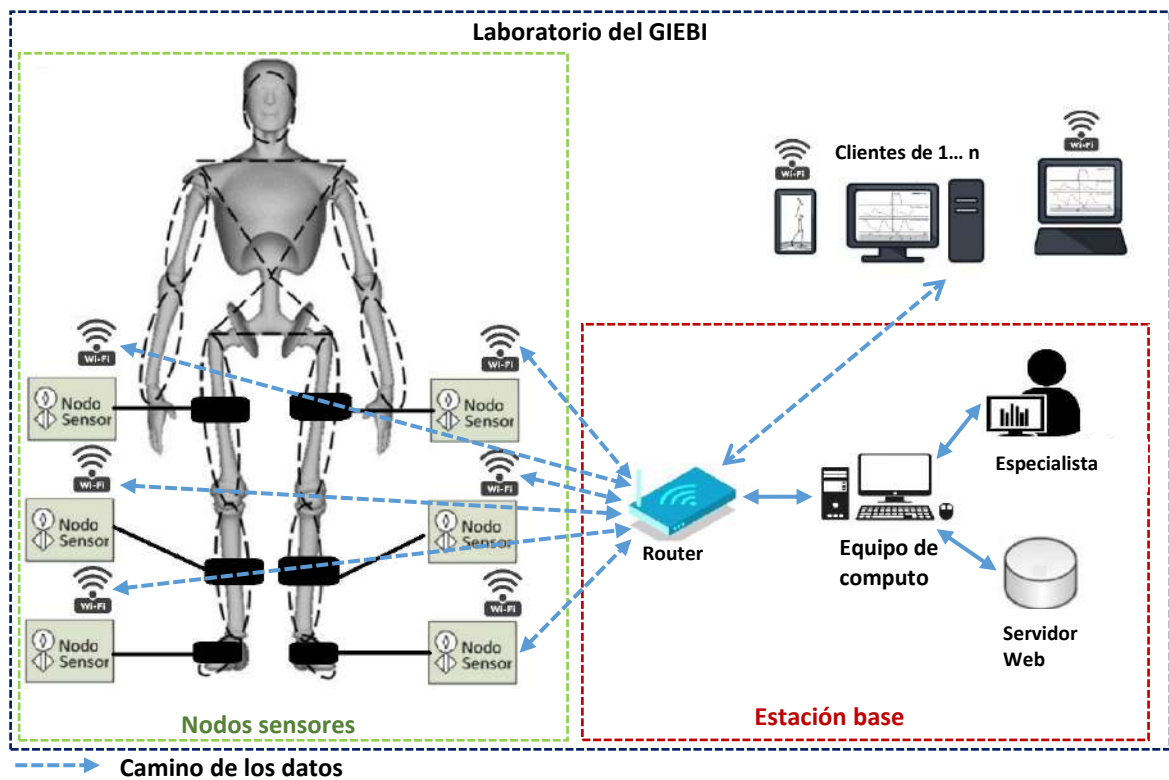 Laboratorio del GIEBI
Wi-Fi
Clientes de 1... n
Wi-Fi
Wi-Fi
Wi-Fi
Nodo
Sensor
Nodo
Sensor
Especialista
Wi-Fi
Wi-Fi
Nodo
Sensor
Nodo
Sensor
Router
Equipo de
computo
Wi-Fi
Wi-Fi
Nodo
Sensor
Nodo
Sensor
Servidor
Web
Nodos sensores
Estación base
Camino de los datos